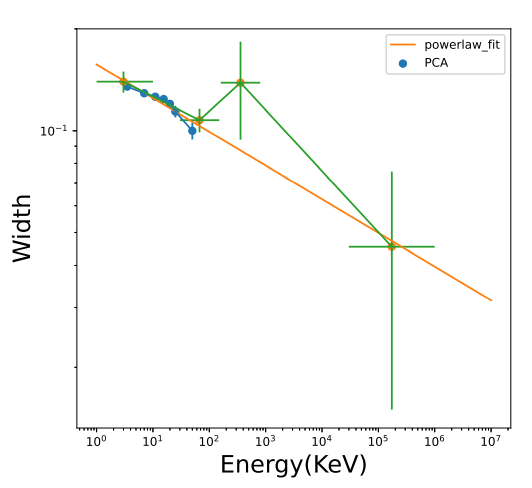 powerlaw_fit
PCA
10⁻¹
Width
10⁰ 10¹ 10² 10³ 10⁴ 10⁵ 10⁶ 10⁷
Energy(KeV)